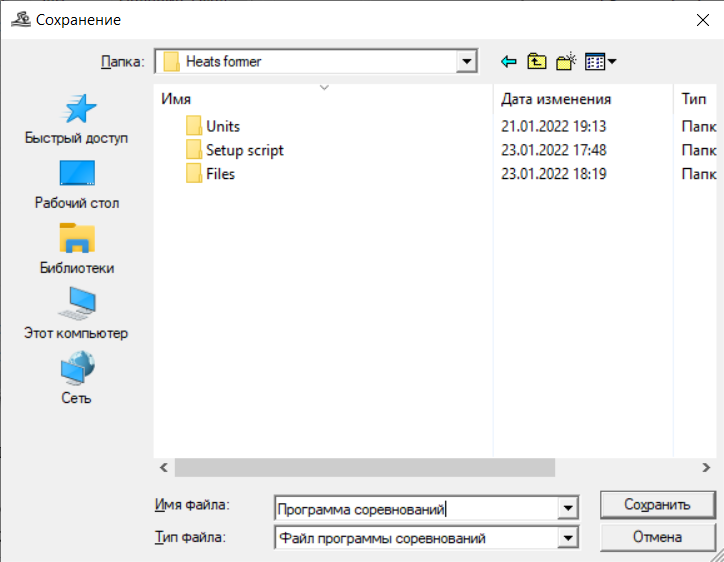 Сохранение
Папка: Heats former
Имя Дата изменения Тип
Units 21.01.2022 19:13 Папк
Setup script 23.01.2022 17:48 Папк
Files 23.01.2022 18:19 Папк
Быстрый доступ
Рабочий стол
Библиотеки
Этот компьютер
Сеть
Имя файла: Программа соревнований Сохранить
Тип файла: Файл программы соревнований Отмена